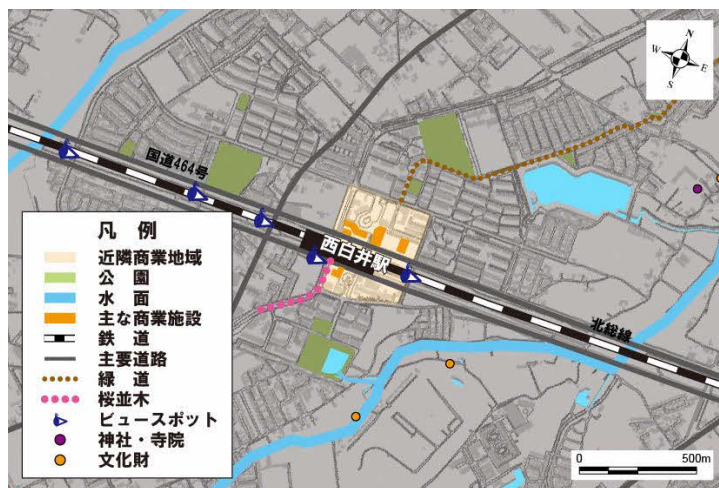 N
W
E
S
国道464号
西白井駅
北総線
凡例
近隣商業地域
公園
水面
主な商業施設
鉄道
主要道路
緑道
桜並木
ビュースポット
神社・寺院
文化財
0 500m